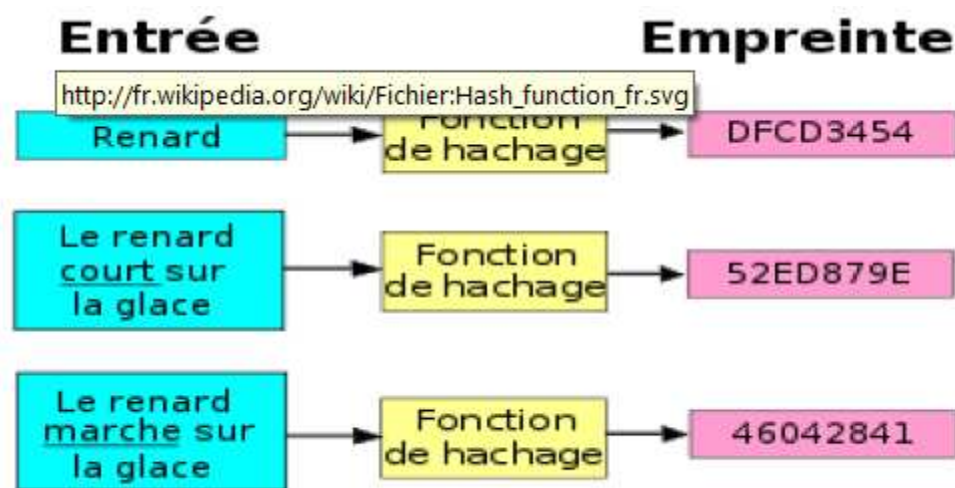 Entrée
Empreinte
http://fr.wikipedia.org/wiki/Fichier:Hash_function_fr.svg
Renard
Fonction
de hachage
DFCD3454
Le renard
court sur
la glace
Fonction
de hachage
52ED879E
Le renard
marche sur
la glace
Fonction
de hachage
46042841